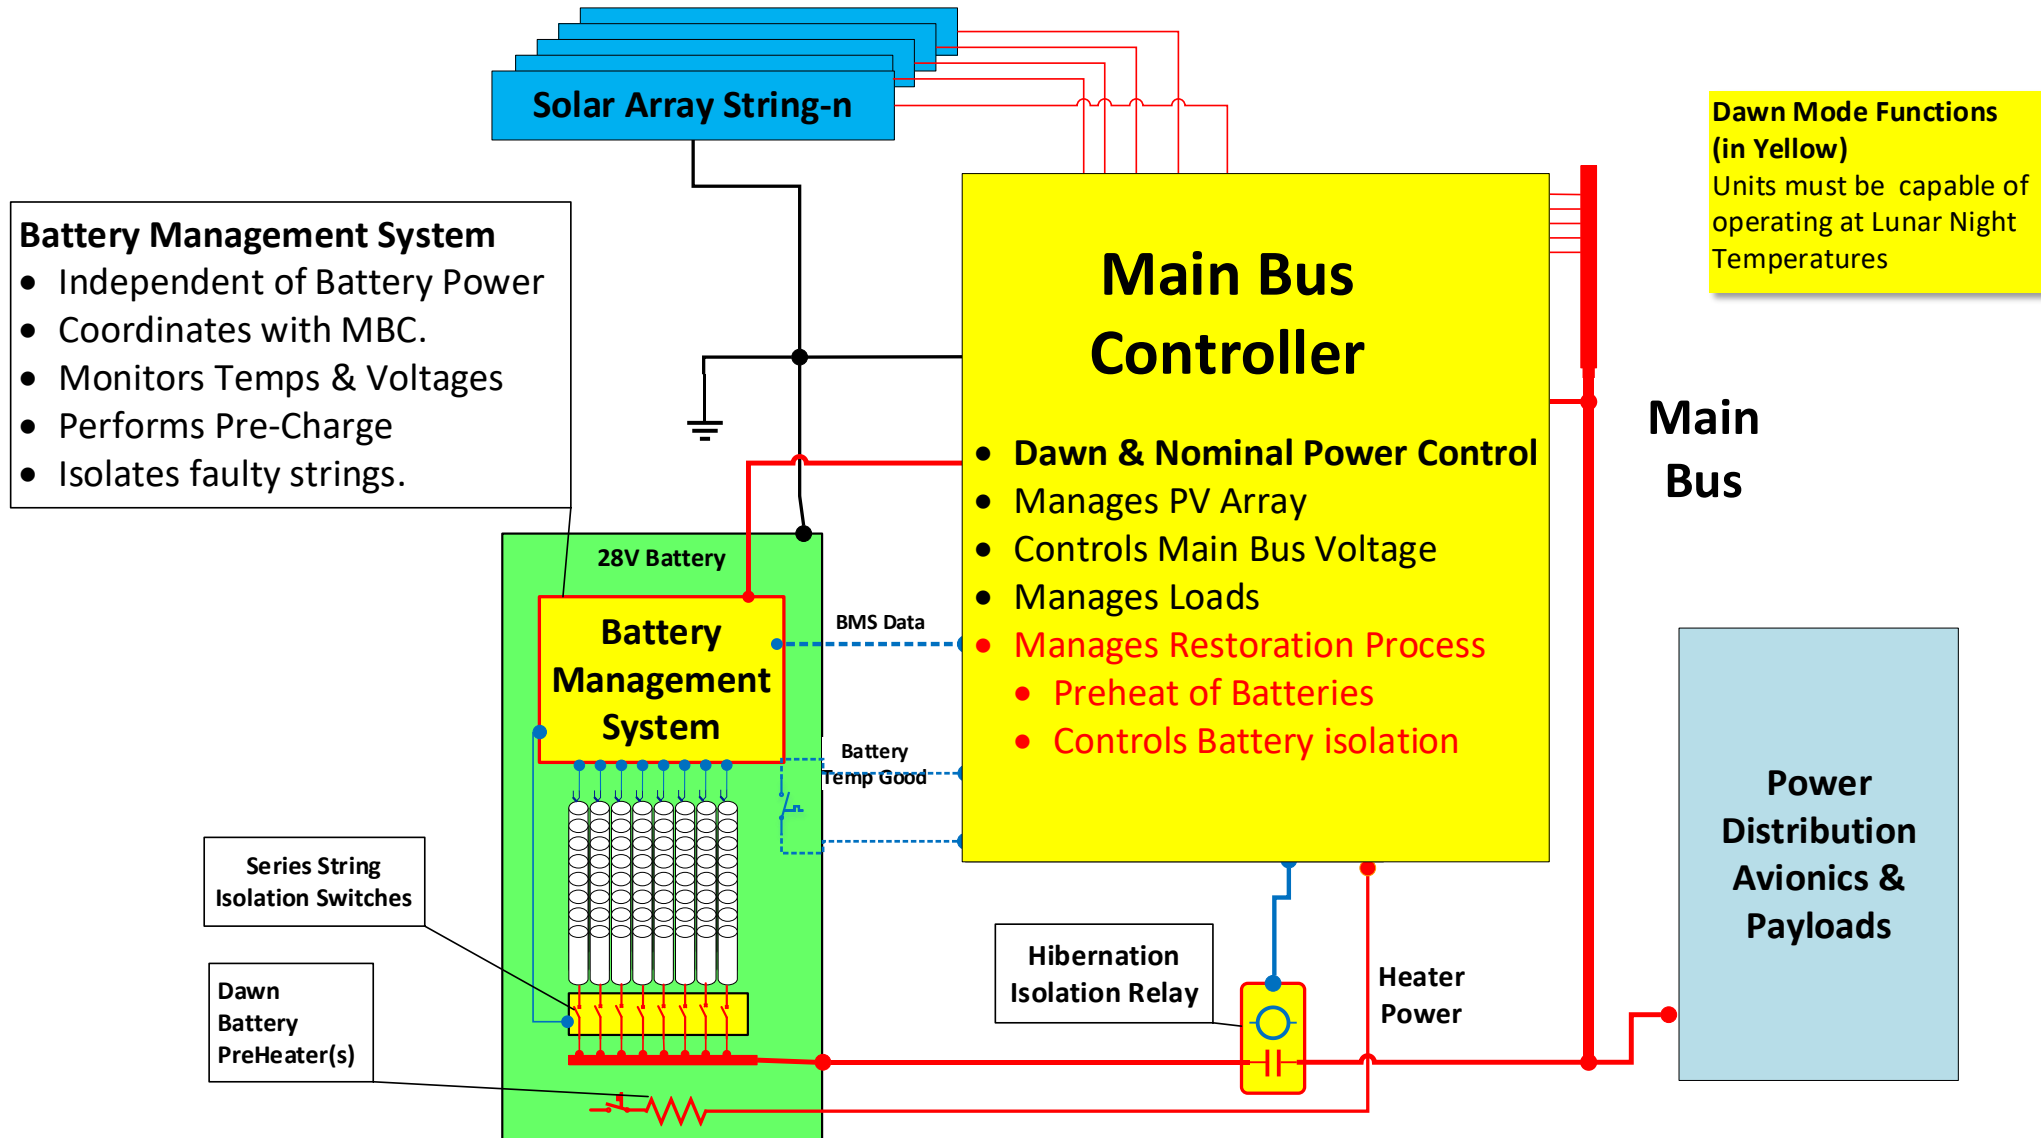 Solar Array String-n
Dawn Mode Functions
(in Yellow)
Units must be  capable of
operating at Lunar Night
Temperatures
Battery Management System
• Independent of Battery Power
• Coordinates with MBC.
• Monitors Temps & Voltages
• Performs Pre-Charge
• Isolates faulty strings.
Main Bus
Controller
• Dawn & Nominal Power Control
• Manages PV Array
• Controls Main Bus Voltage
• Manages Loads
• Manages Restoration Process
• Preheat of Batteries
• Controls Battery isolation
Main
Bus
28V Battery
Battery
Management
System
BMS Data
Battery
Temp Good
Series String
Isolation Switches
Dawn
Battery
PreHeater(s)
Hibernation
Isolation Relay
Heater
Power
Power
Distribution
Avionics &
Payloads